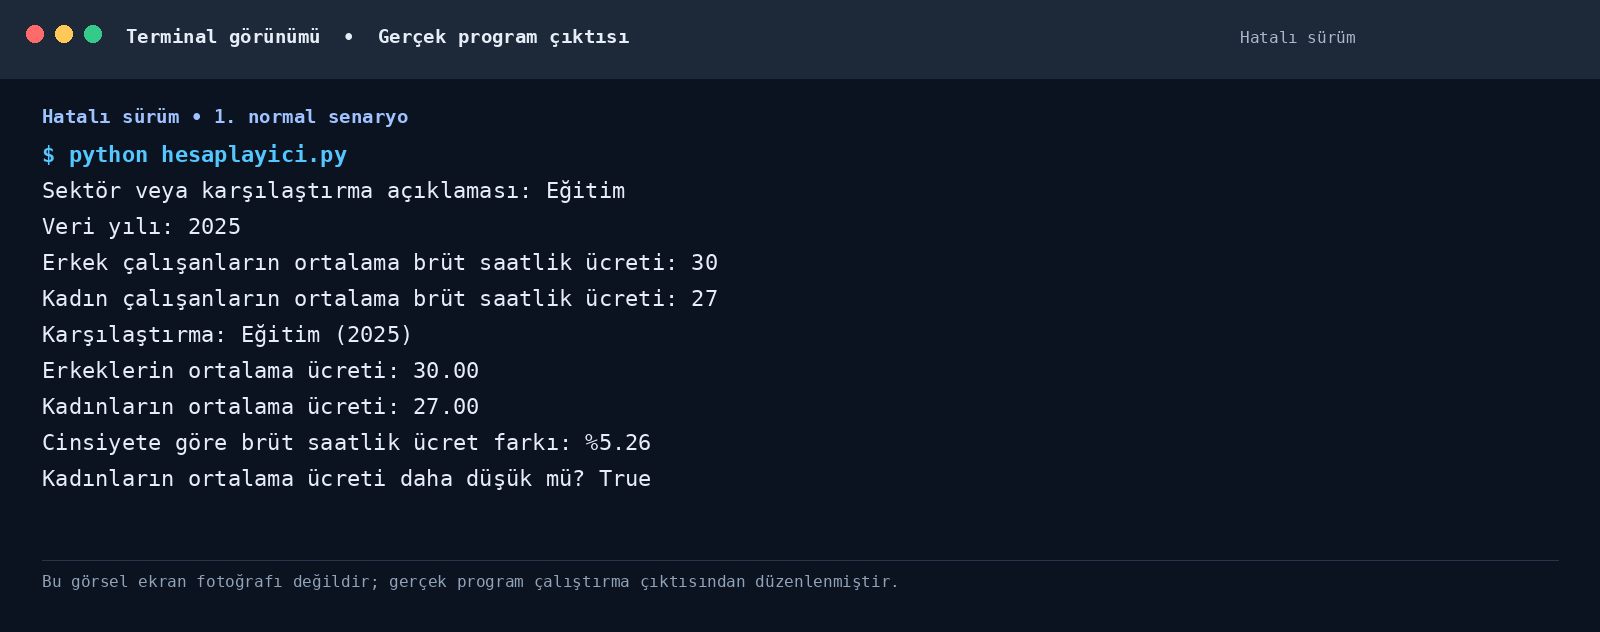 Terminal görünümü • Gerçek program çıktısı
Hatalı sürüm
Hatalı sürüm • 1. normal senaryo
$ python hesaplayici.py
Sektör veya karşılaştırma açıklaması: Eğitim
Veri yılı: 2025
Erkek çalışanların ortalama brüt saatlik ücreti: 30
Kadın çalışanların ortalama brüt saatlik ücreti: 27
Karşılaştırma: Eğitim (2025)
Erkeklerin ortalama ücreti: 30.00
Kadınların ortalama ücreti: 27.00
Cinsiyete göre brüt saatlik ücret farkı: %5.26
Kadınların ortalama ücreti daha düşük mü? True
Bu görsel ekran fotoğrafı değildir; gerçek program çalıştırma çıktısından düzenlenmiştir.